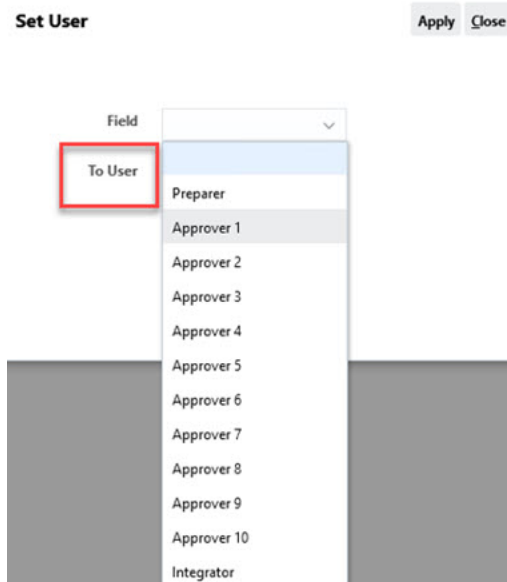 Set User
Apply
Close
Field
To User
Preparer
Approver 1
Approver 2
Approver 3
Approver 4
Approver 5
Approver 6
Approver 7
Approver 8
Approver 9
Approver 10
Integrator